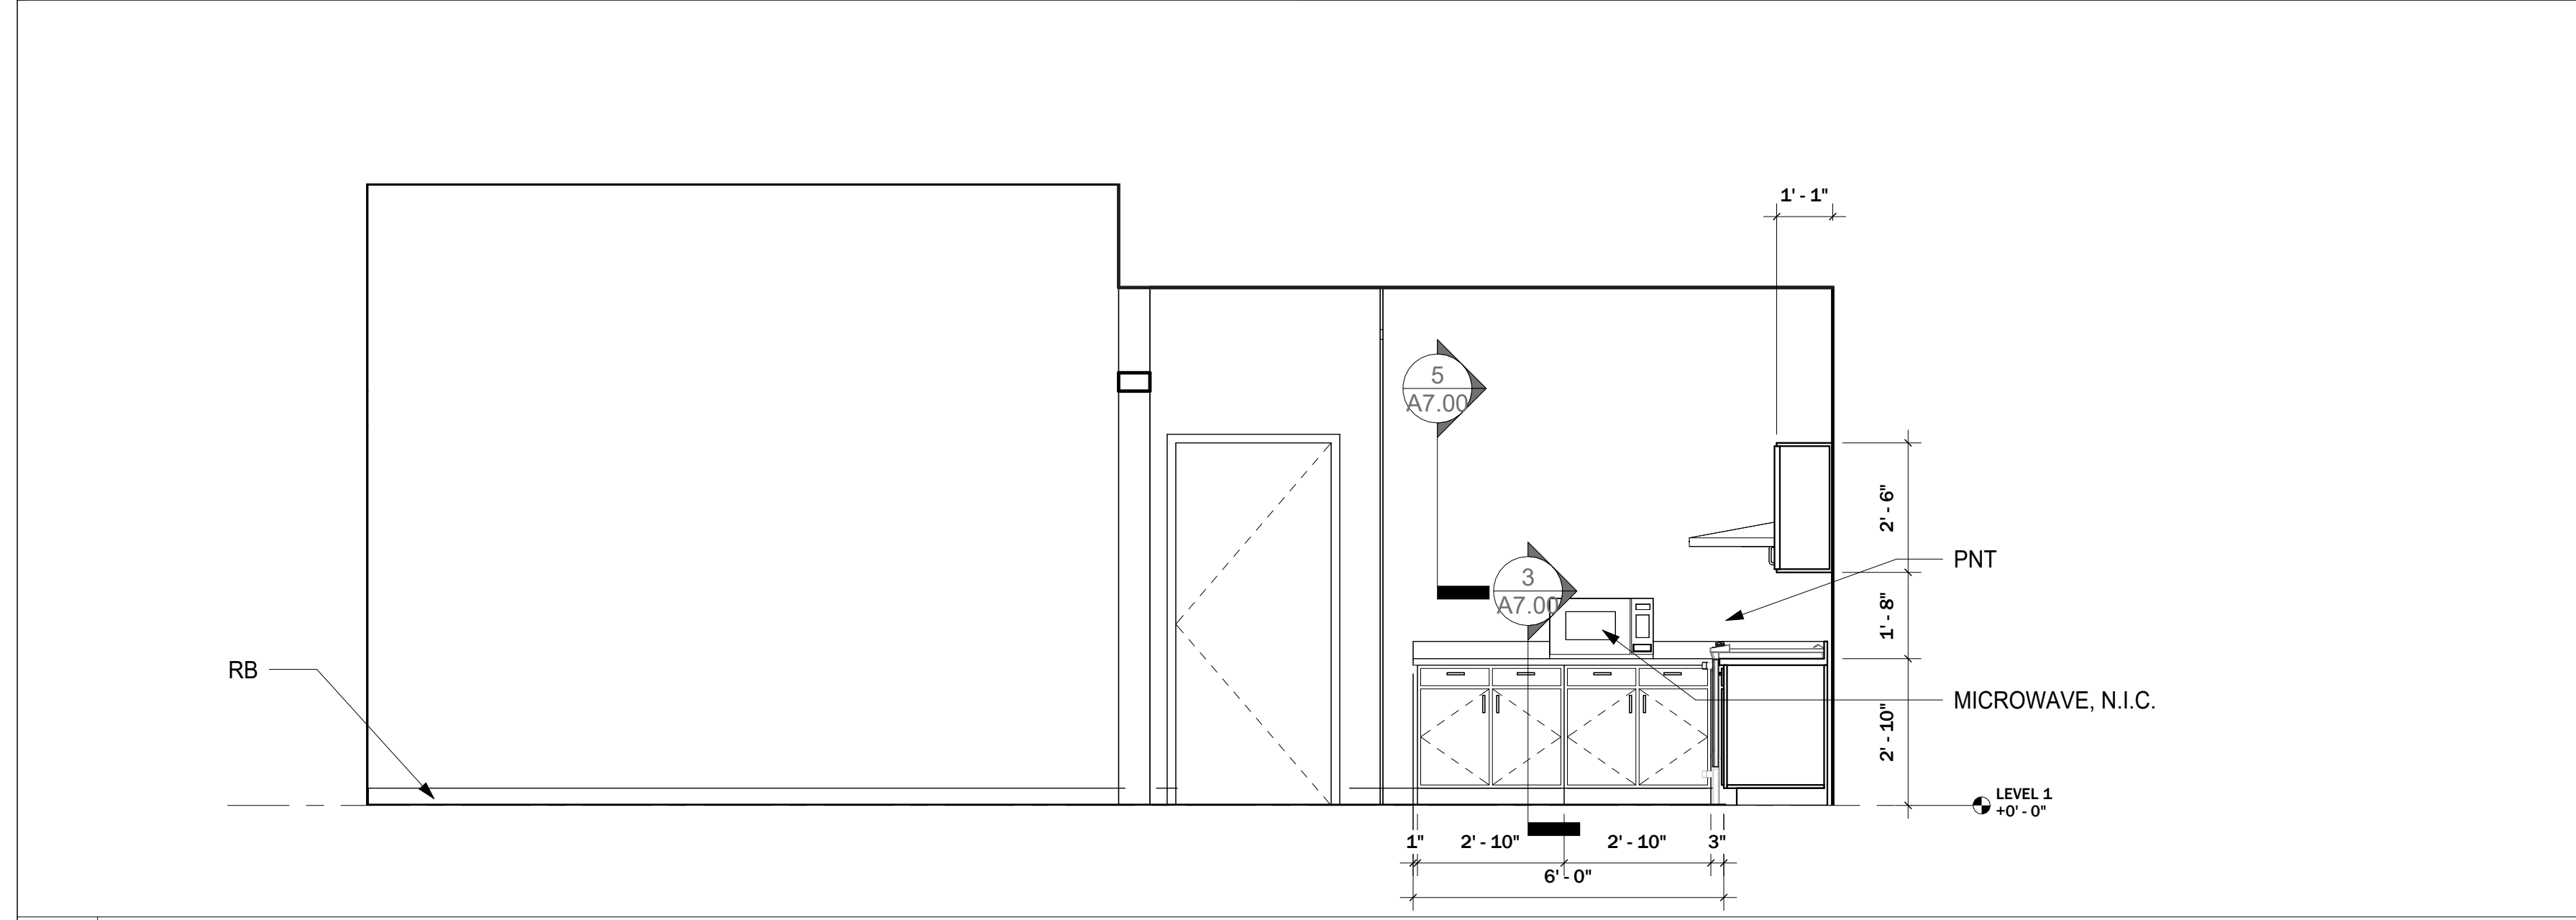 1' - 1"
5
A7.00
2' - 6"
PNT
3
A7.00
1' - 8"
RB
MICROWAVE, N.I.C.
2' - 10"
LEVEL 1
+0' - 0"
1" 2' - 10" 2' - 10" 3"
6' - 0"